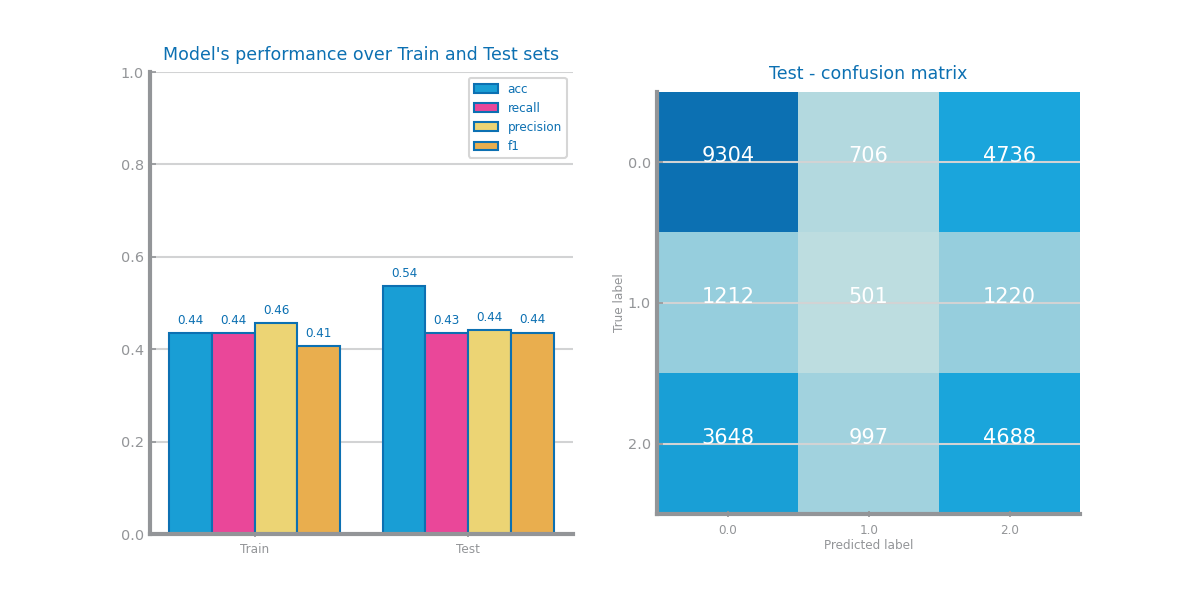 Model's performance over Train and Test sets
1.0
0.8
0.6
0.4
0.2
0.0
acc
recall
precision
f1
0.44 0.44 0.46 0.41
0.54 0.43 0.44 0.44
Train Test
Test - confusion matrix
True label
0.0 9304 706 4736
1.0 1212 501 1220
2.0 3648 997 4688
0.0 1.0 2.0
Predicted label